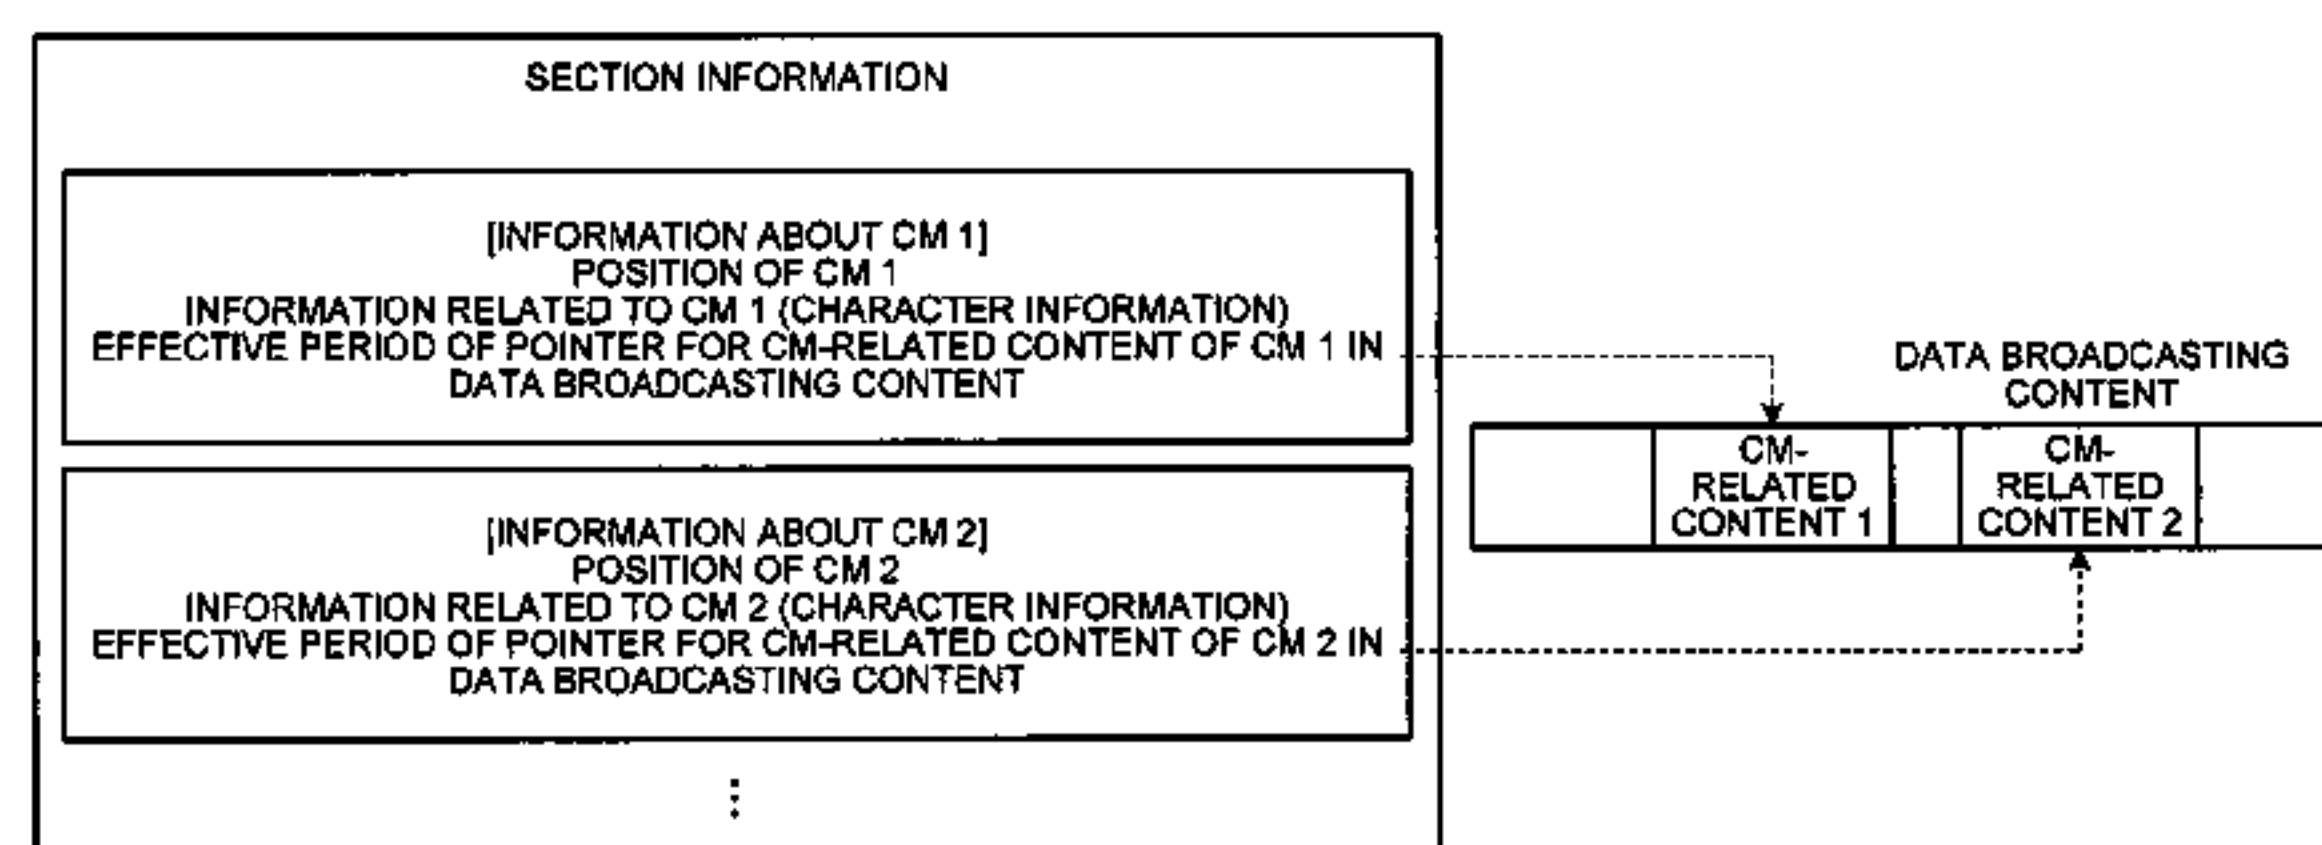 SECTION INFORMATION
[INFORMATION ABOUT CM 1]
POSITION OF CM 1
INFORMATION RELATED TO CM 1 (CHARACTER INFORMATION)
EFFECTIVE PERIOD OF POINTER FOR CM-RELATED CONTENT OF CM 1 IN
DATA BROADCASTING CONTENT
[INFORMATION ABOUT CM 2]
POSITION OF CM 2
INFORMATION RELATED TO CM 2 (CHARACTER INFORMATION)
EFFECTIVE PERIOD OF POINTER FOR CM-RELATED CONTENT OF CM 2 IN
DATA BROADCASTING CONTENT
DATA BROADCASTING
CONTENT
CM-
RELATED
CONTENT 1
CM-
RELATED
CONTENT 2